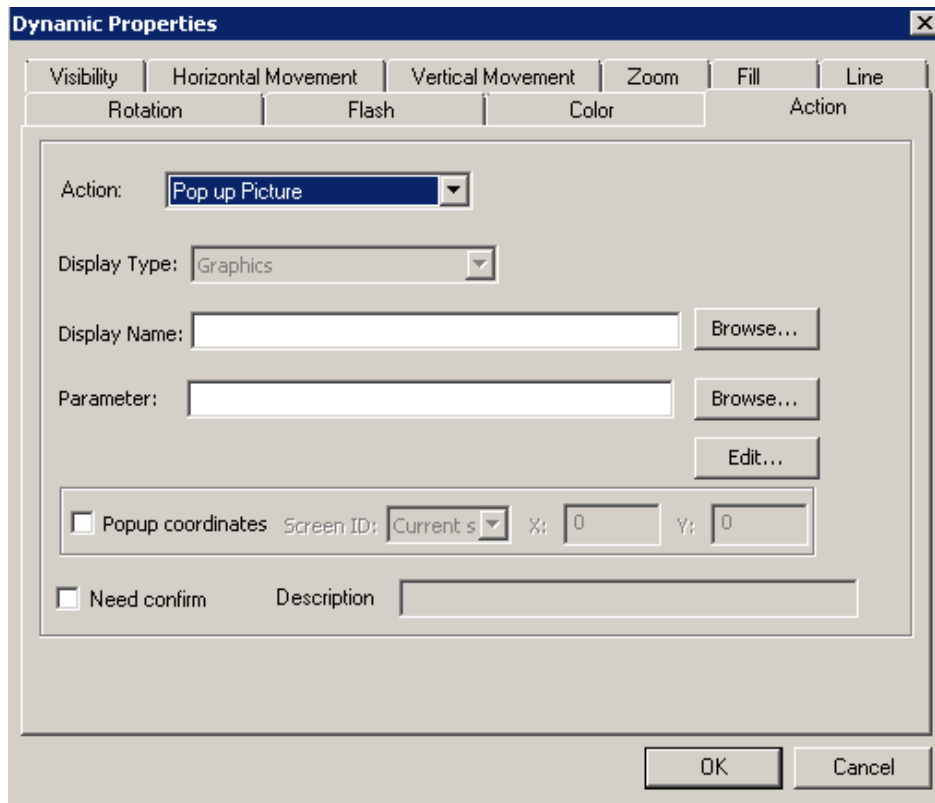 Dynamic Properties
Visibility Horizontal Movement Vertical Movement Zoom Fill Line
Rotation Flash Color Action
Action: Pop up Picture
Display Type: Graphics
Display Name: Browse...
Parameter: Browse...
Edit...
Popup coordinates Screen ID: Current s X: 0 Y: 0
Need confirm Description
OK Cancel